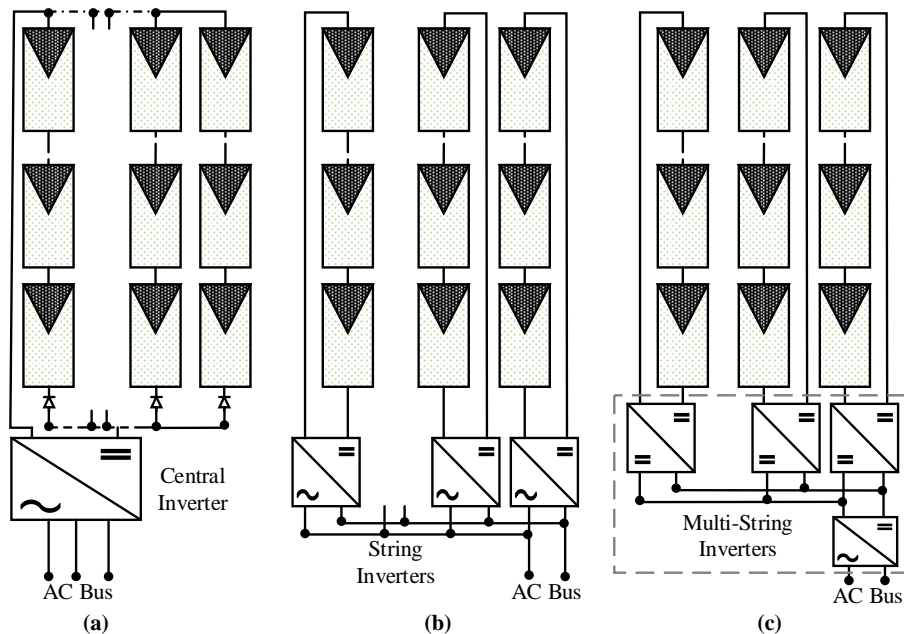 Central
Inverter
AC Bus
(a)
String
Inverters
AC Bus
(b)
Multi-String
Inverters
AC Bus
(c)